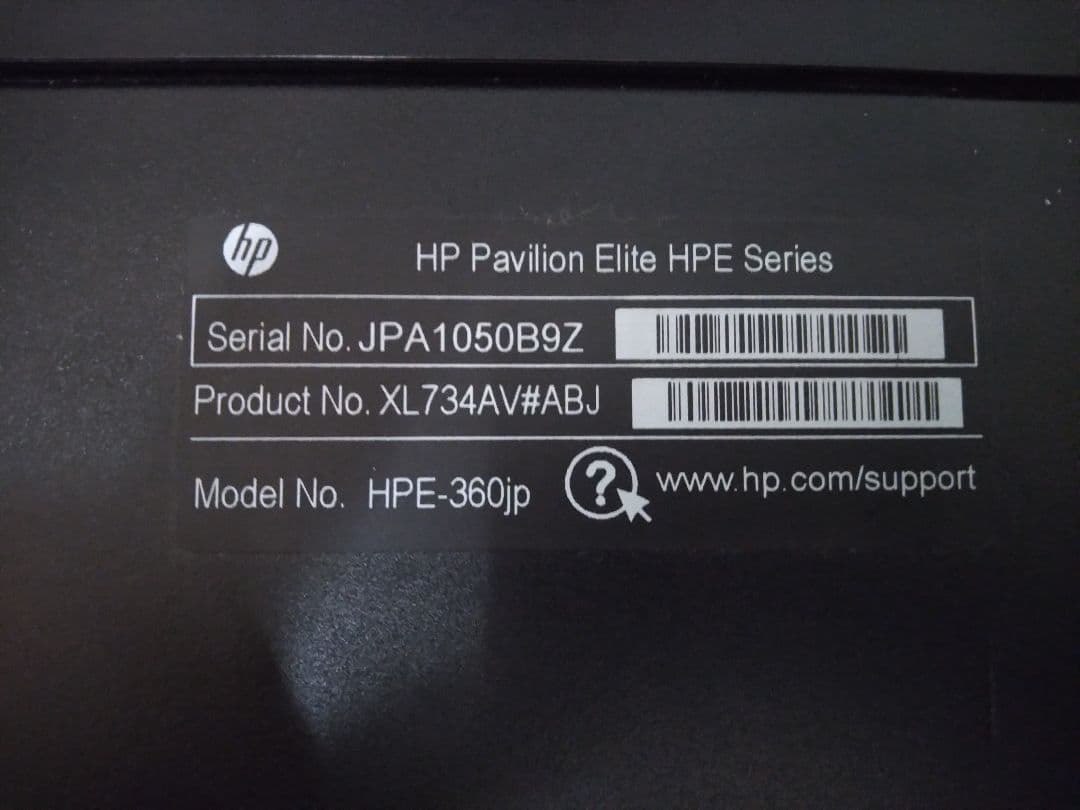 hp
HP Pavilion Elite HPE Series
Serial No. JPA1050B9Z
Product No. XL734AV#ABJ
Model No. HPE-360jp
? www.hp.com/support